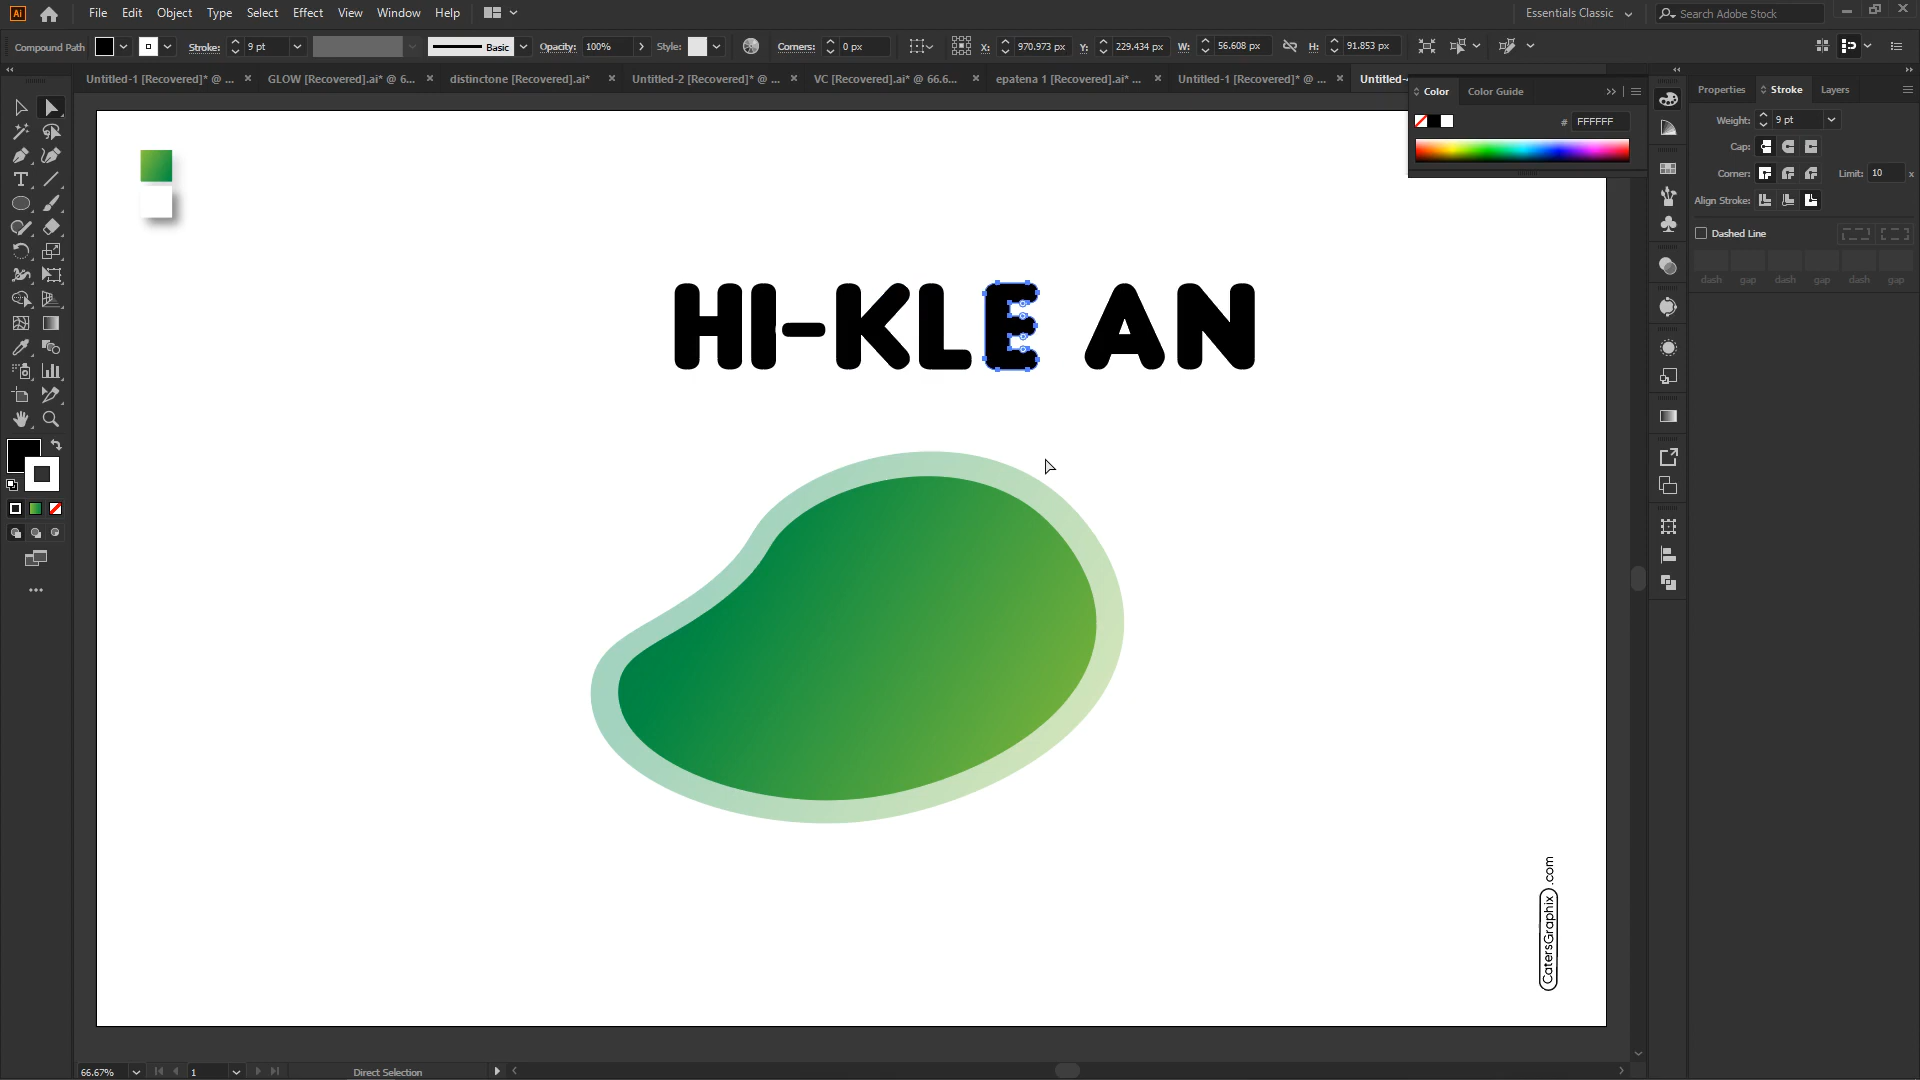 Ai File Edit Object Type Select Effect View Window Help Essentials Classic Search Adobe Stock
Compound Path Stroke: 9 pt Basic Opacity: 100% Style: Corners: 0 px X: 970.973 px Y: 229.434 px W: 56.608 px H: 91.853 px
Untitled-1 [Recovered]* @ ... GLOW [Recovered].ai* @ 6... distinctone [Recovered].ai* Untitled-2 [Recovered]* @ ... VC [Recovered].ai* @ 66.6... epatena 1 [Recovered].ai* ... Untitled-1 [Recovered]* @ ... Untitled-
Color Color Guide
# FFFFFF
Properties Stroke Layers
Weight: 9 pt
Cap:
Corner: Limit: 10 x
Align Stroke:
Dashed Line
dash gap dash gap dash gap
HI-KLE AN
CatersGraphix .com
66.67% 1 Direct Selection